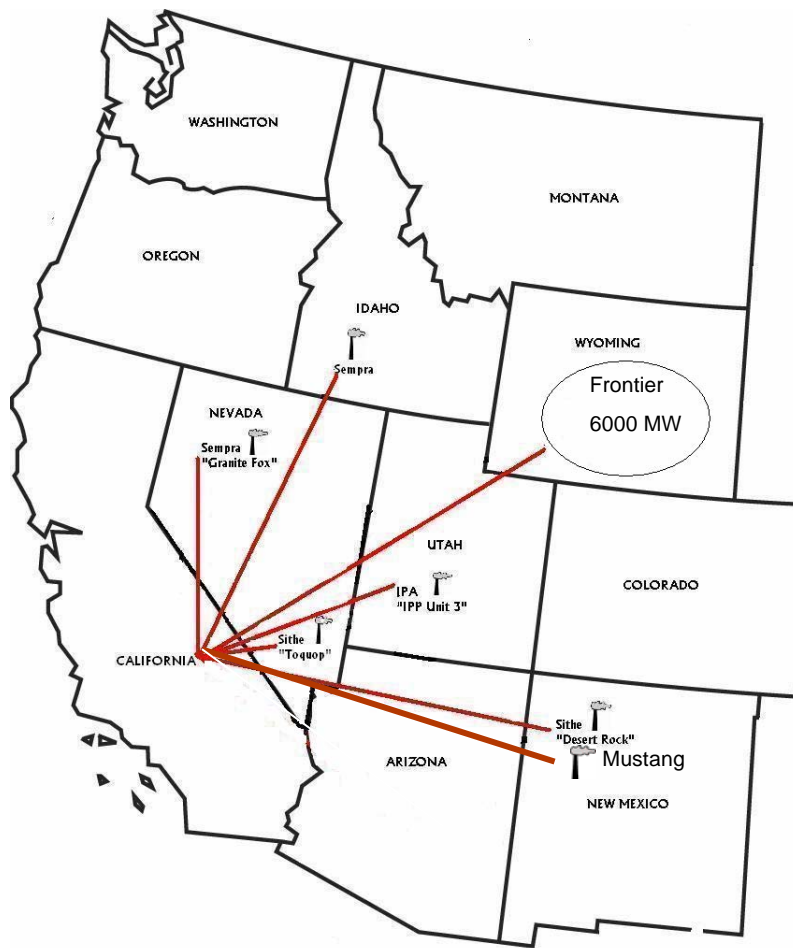 WASHINGTON
MONTANA
OREGON
IDAHO
Sempra
WYOMING
Frontier
6000 MW
NEVADA
Sempra
"Granite Fox"
UTAH
IPA
"IPP Unit 3"
COLORADO
Sithe
"Toquop"
CALIFORNIA
Sithe
"Desert Rock"
Mustang
ARIZONA
NEW MEXICO